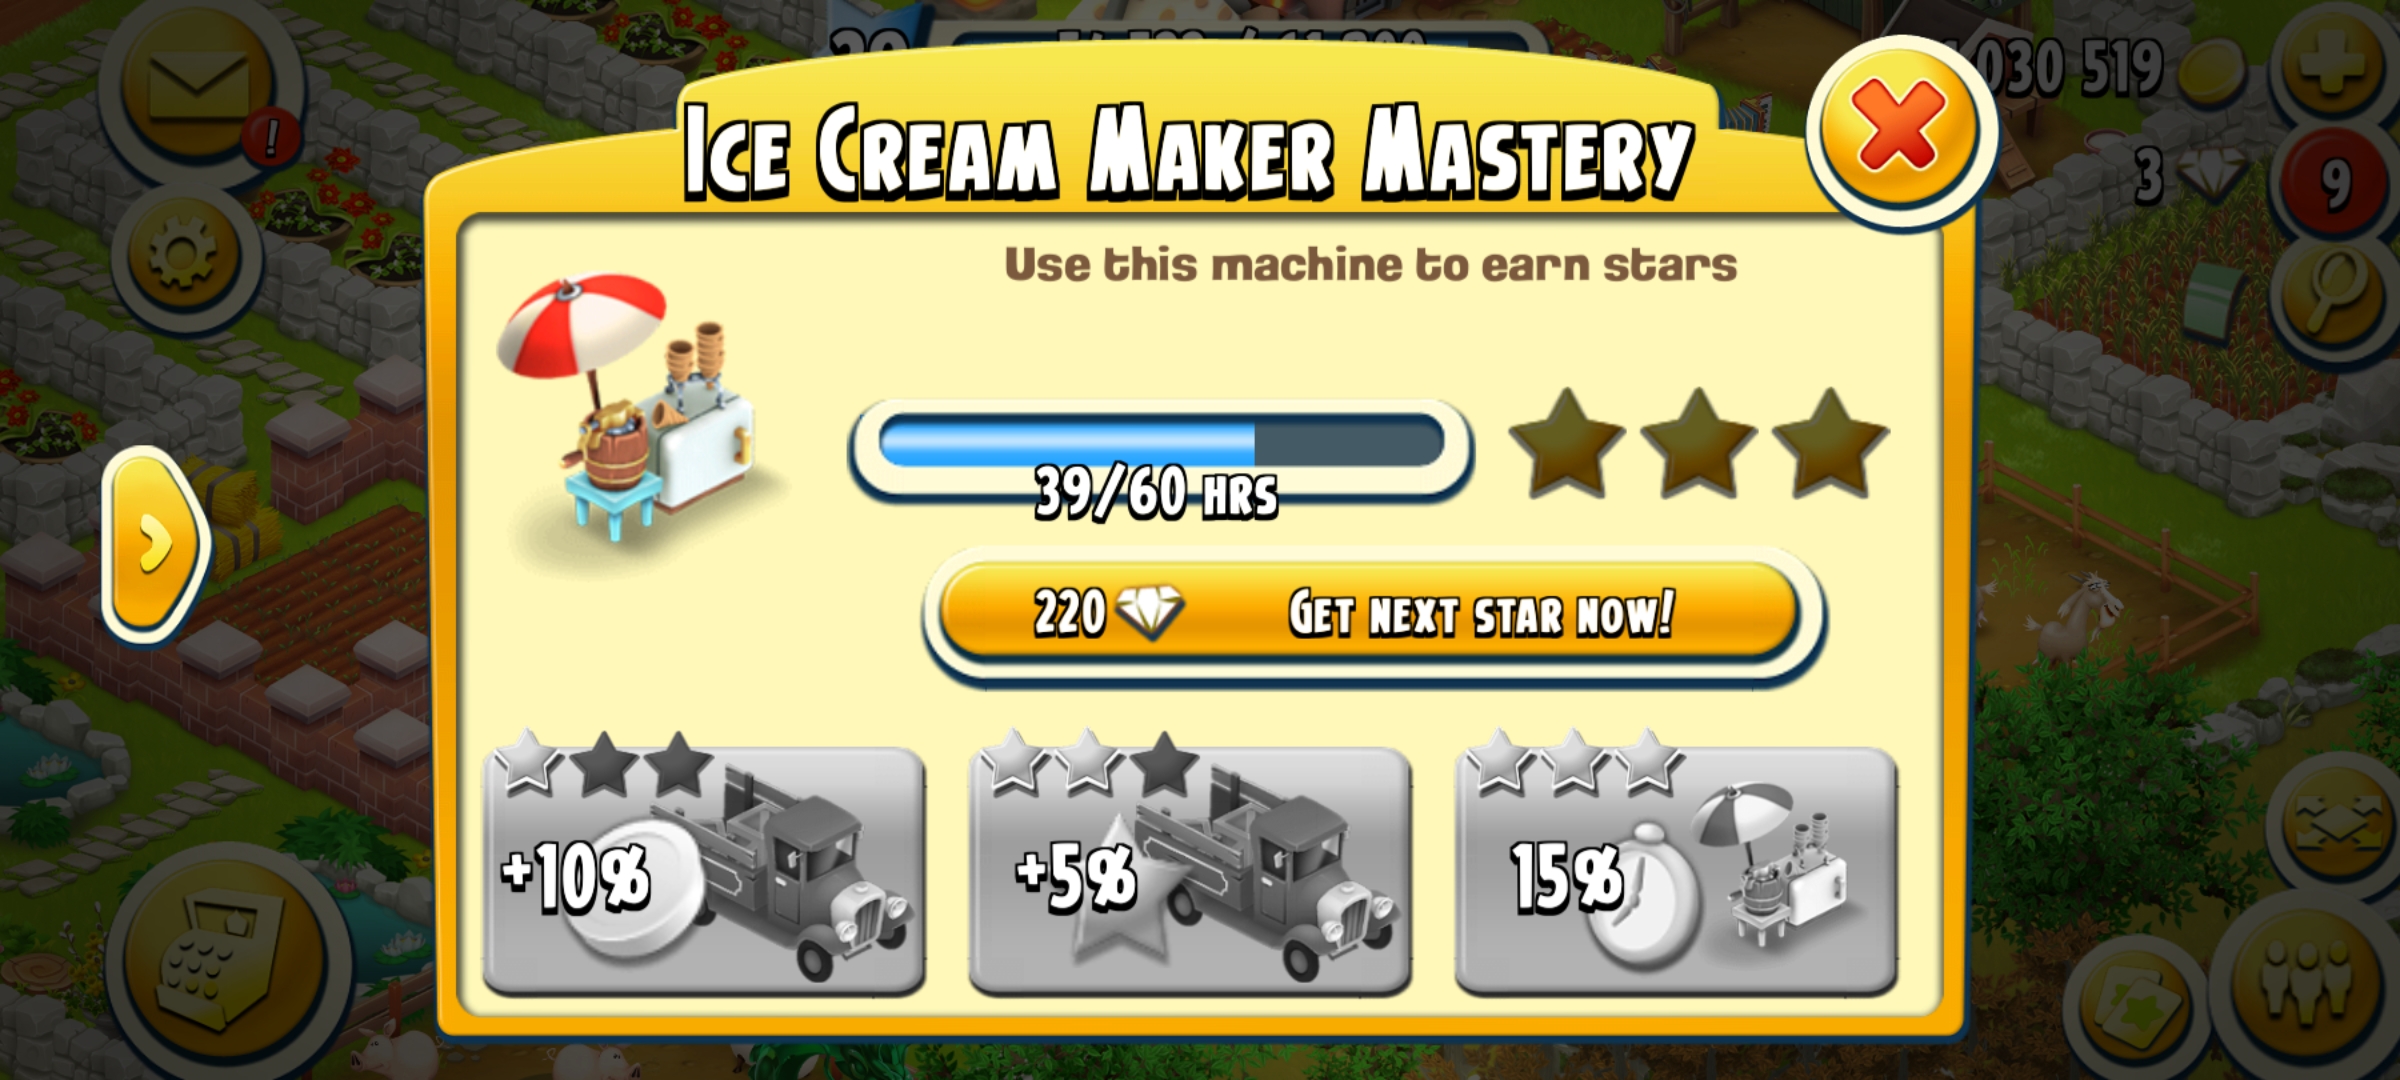 ICE CREAM MAKER MASTERY
030 519
3
9
!
Use this machine to earn stars
39/60 HRS
220 GET NEXT STAR NOW!
+10%
+5%
15%